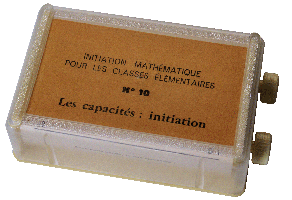 INITIATION MATHÉMATIQUE
POUR LES CLASSES ÉLÉMENTAIRES
N° 10
Les capacités : initiation